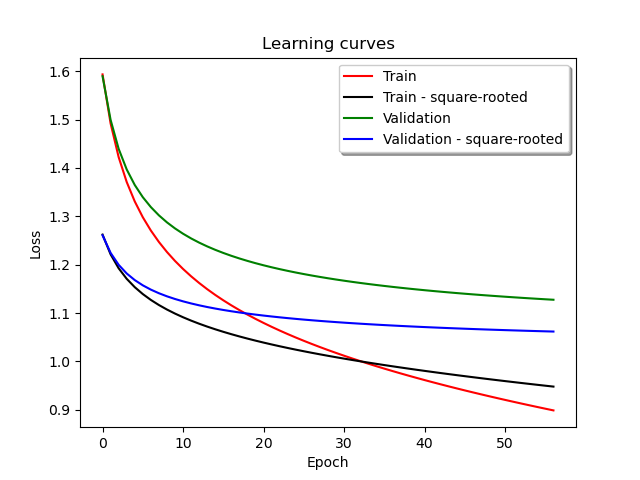 Learning curves
Train
Train - square-rooted
Validation
Validation - square-rooted
Loss
1.6
1.5
1.4
1.3
1.2
1.1
1.0
0.9
0
10
20
30
40
50
Epoch